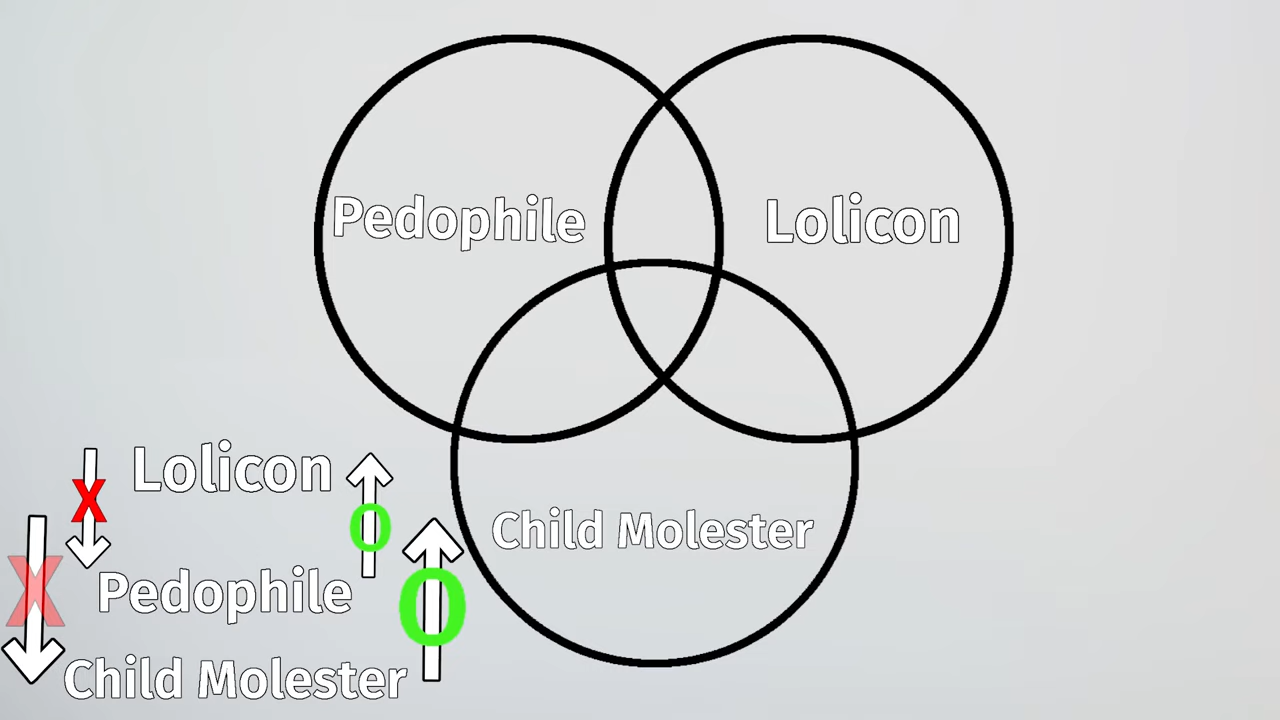 Pedophile
Lolicon
Child Molester
Lolicon
X
O
Pedophile
X
O
Child Molester